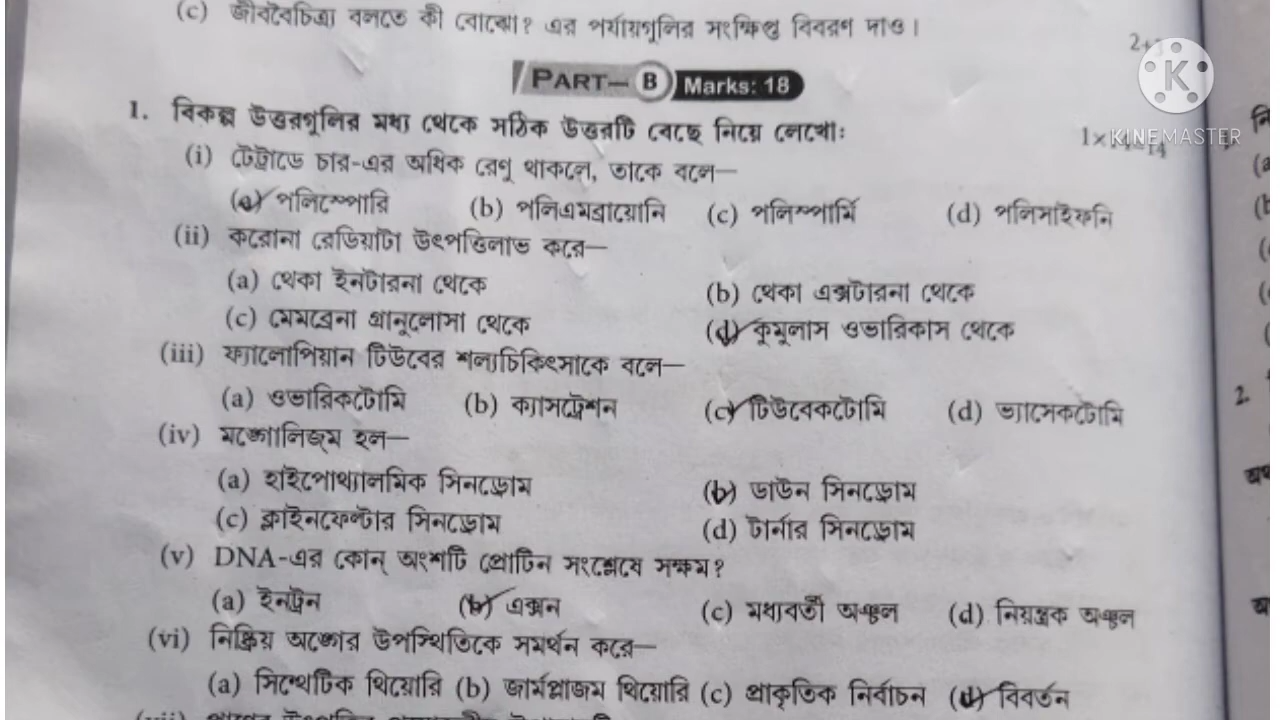 (c) জীববৈচিত্র্য বলতে কী বোঝো? এর পর্যায়গুলির সংক্ষিপ্ত বিবরণ দাও।
PART– B Marks: 18
1. বিকল্প উত্তরগুলির মধ্য থেকে সঠিক উত্তরটি বেছে নিয়ে লেখো:
KINEMASTER
(i) টেট্রাডে চার-এর অধিক রেণু থাকলে, তাকে বলে—
(a) পলিস্পোরি (b) পলিএমব্রায়োনি (c) পলিস্পার্মি (d) পলিসাইফনি
(ii) করোনা রেডিয়াটা উৎপত্তিলাভ করে—
(a) থেকা ইনটারনা থেকে (b) থেকা এক্সটারনা থেকে
(c) মেমব্রেনা গ্রানুলোসা থেকে (d) কুমুলাস ওভারিকাস থেকে
(iii) ফ্যালোপিয়ান টিউবের শল্যচিকিৎসাকে বলে—
(a) ওভারিকটোমি (b) ক্যাসট্রেশন (c) টিউবেকটোমি (d) ভ্যাসেকটোমি
(iv) মঙ্গোলিজ্‌ম হল—
(a) হাইপোথ্যালমিক সিনড্রোম (b) ডাউন সিনড্রোম
(c) ক্লাইনফেল্টার সিনড্রোম (d) টার্নার সিনড্রোম
(v) DNA-এর কোন্ অংশটি প্রোটিন সংশ্লেষে সক্ষম?
(a) ইনট্রন (b) এক্সন (c) মধ্যবর্তী অঞ্চল (d) নিয়ন্ত্রক অঞ্চল
(vi) নিষ্ক্রিয় অঙ্গের উপস্থিতিকে সমর্থন করে—
(a) সিন্থেটিক থিয়োরি (b) জার্মপ্লাজম থিয়োরি (c) প্রাকৃতিক নির্বাচন (d) বিবর্তন